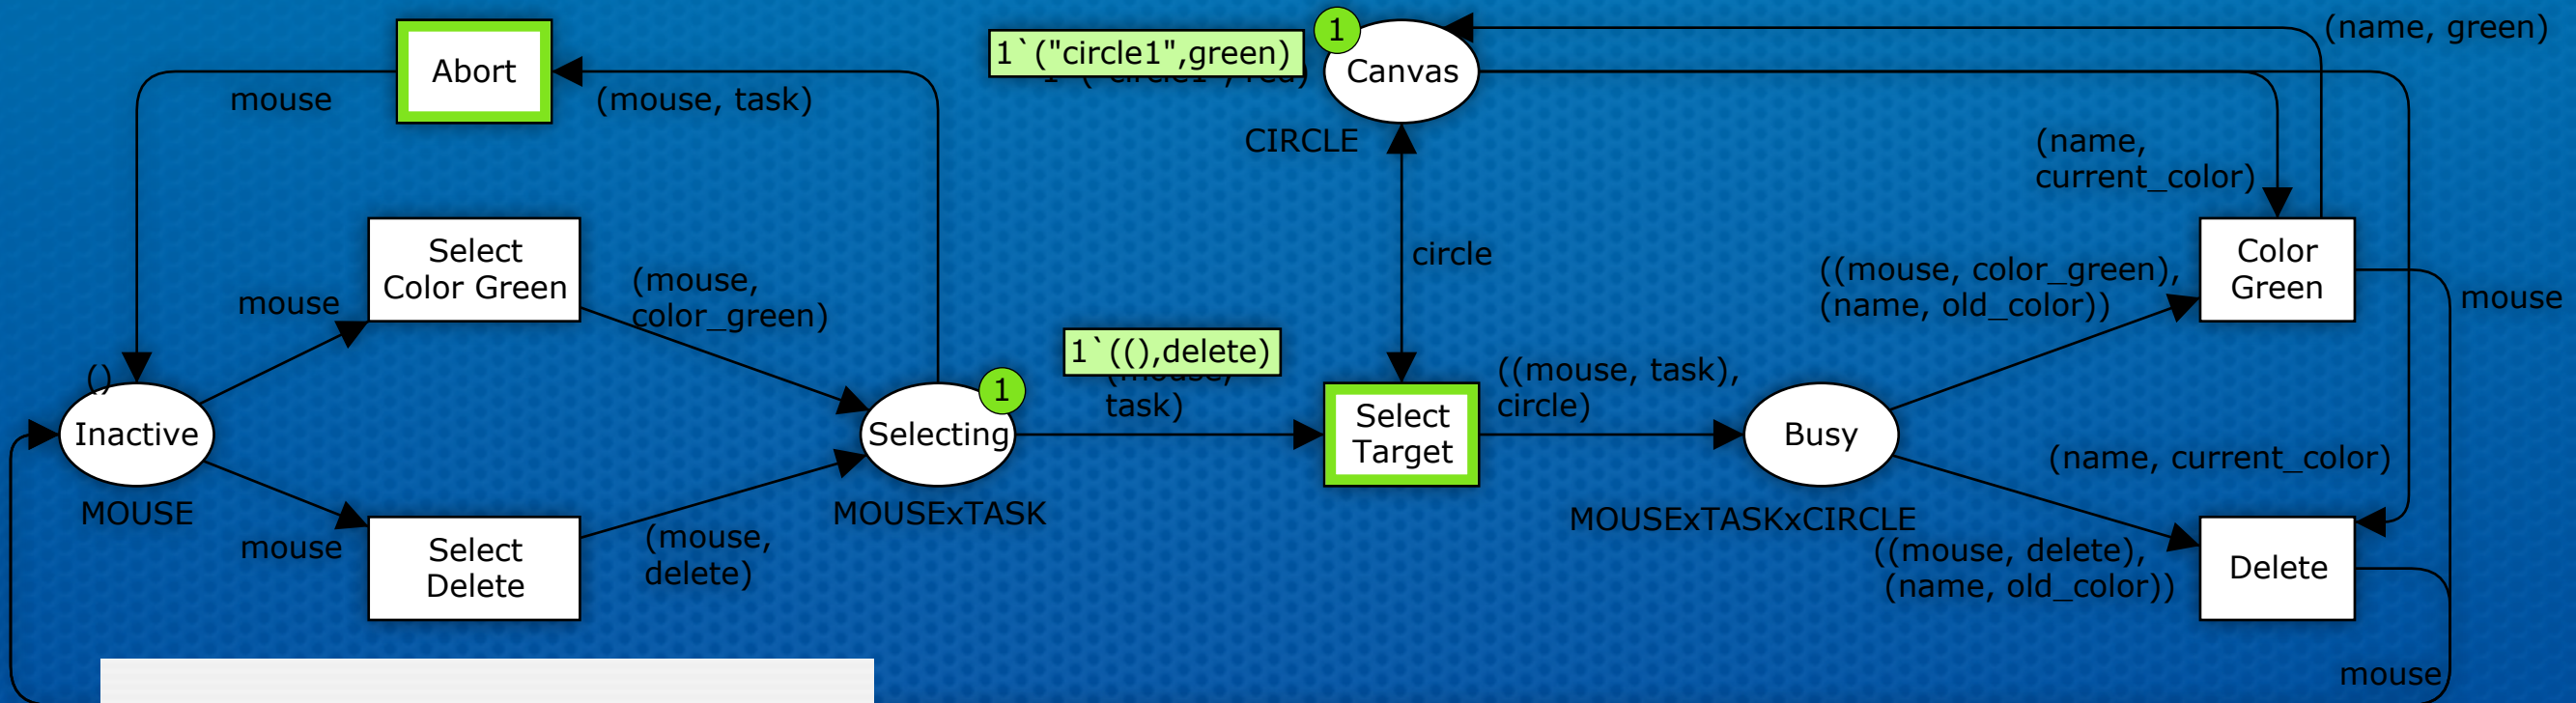 Abort
mouse
(mouse, task)
1`("circle1",green)
1
Canvas
(name, green)
CIRCLE
(name,
current_color)
Select
Color Green
mouse
(mouse,
color_green)
circle
((mouse, color_green),
(name, old_color))
Color
Green
mouse
()
Inactive
MOUSE
1
Selecting
MOUSExTASK
1`((),delete)
(mouse,
task)
Select
Target
((mouse, task),
circle)
Busy
MOUSExTASKxCIRCLE
(name, current_color)
mouse
Select
Delete
(mouse,
delete)
((mouse, delete),
(name, old_color))
Delete
mouse